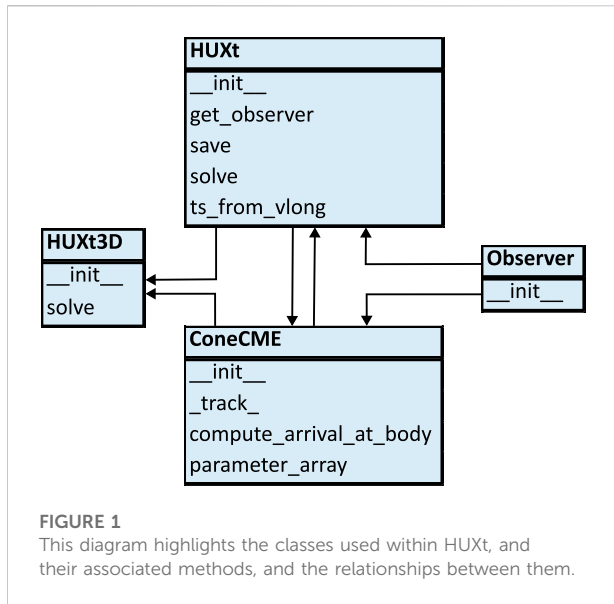 HUXt
__init__
get_observer
save
solve
ts_from_vlong
HUXt3D
__init__
solve
Observer
__init__
ConeCME
__init__
_track_
compute_arrival_at_body
parameter_array
FIGURE 1
This diagram highlights the classes used within HUXt, and
their associated methods, and the relationships between them.